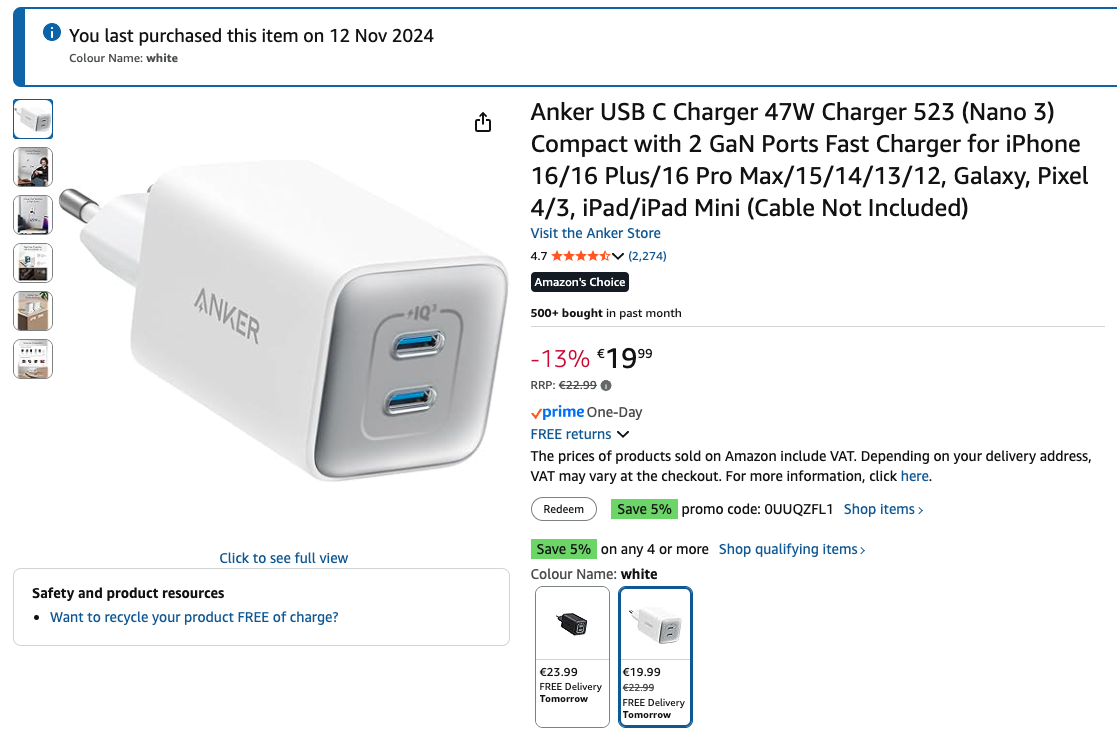 You last purchased this item on 12 Nov 2024
Colour Name: white
Anker USB C Charger 47W Charger 523 (Nano 3)
Compact with 2 GaN Ports Fast Charger for iPhone
16/16 Plus/16 Pro Max/15/14/13/12, Galaxy, Pixel
4/3, iPad/iPad Mini (Cable Not Included)
Visit the Anker Store
4.7 (2,274)
Amazon's Choice
500+ bought in past month
-13% €19⁹⁹
RRP: €22.99
prime One-Day
FREE returns
The prices of products sold on Amazon include VAT. Depending on your delivery address,
VAT may vary at the checkout. For more information, click here.
Redeem Save 5% promo code: 0UUQZFL1 Shop items ›
Save 5% on any 4 or more Shop qualifying items ›
Colour Name: white
€23.99
FREE Delivery
Tomorrow
€19.99
€22.99
FREE Delivery
Tomorrow
ANKER
IQ³
Click to see full view
Safety and product resources
• Want to recycle your product FREE of charge?